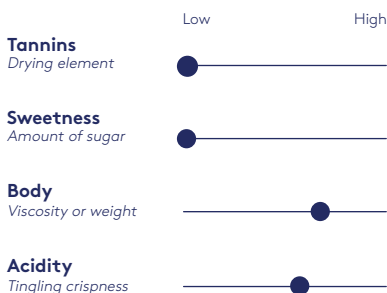 Low High
Tannins
Drying element
Sweetness
Amount of sugar
Body
Viscosity or weight
Acidity
Tingling crispness